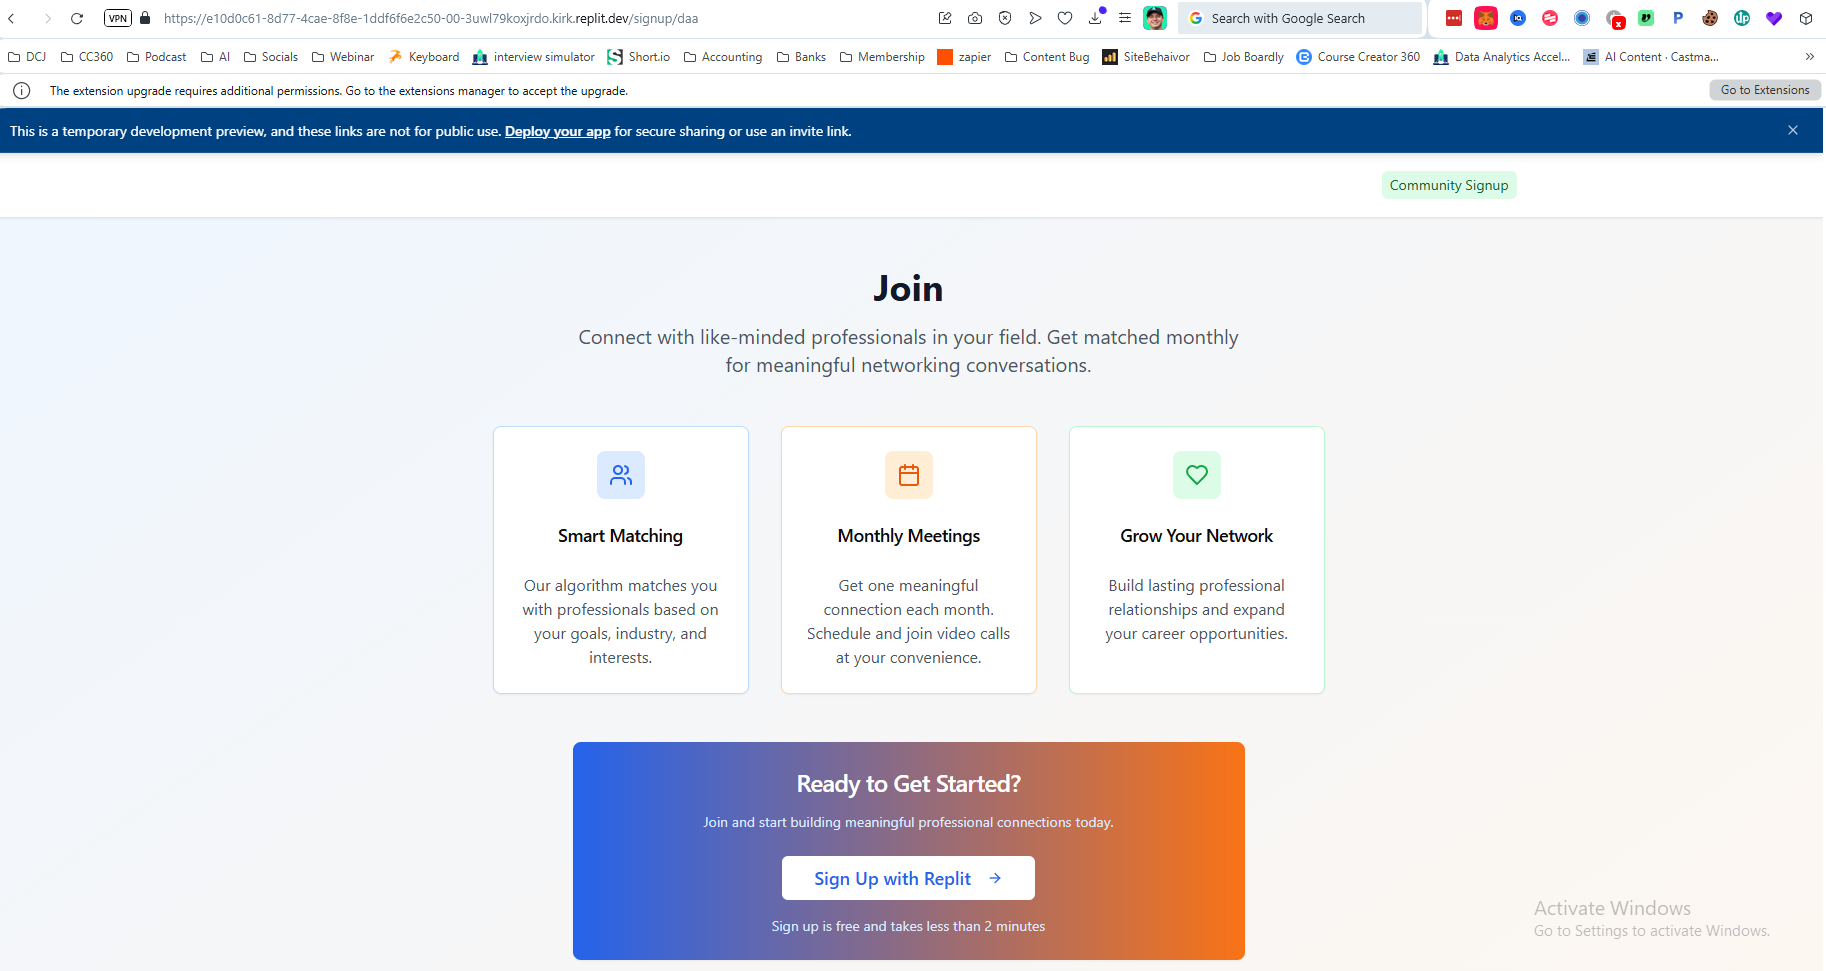 VPN
https://e10d0c61-8d77-4cae-8f8e-1ddf6f6e2c50-00-3uwl79koxjrdo.kirk.replit.dev/signup/daa
Search with Google Search
DCJ CC360 Podcast AI Socials Webinar Keyboard interview simulator Short.io Accounting Banks Membership zapier Content Bug SiteBehaivor Job Boardly Course Creator 360 Data Analytics Accel... AI Content · Castma...
The extension upgrade requires additional permissions. Go to the extensions manager to accept the upgrade.
Go to Extensions
This is a temporary development preview, and these links are not for public use. Deploy your app for secure sharing or use an invite link.
Community Signup
Join
Connect with like-minded professionals in your field. Get matched monthly
for meaningful networking conversations.
Smart Matching
Our algorithm matches you
with professionals based on
your goals, industry, and
interests.
Monthly Meetings
Get one meaningful
connection each month.
Schedule and join video calls
at your convenience.
Grow Your Network
Build lasting professional
relationships and expand
your career opportunities.
Ready to Get Started?
Join and start building meaningful professional connections today.
Sign Up with Replit
Sign up is free and takes less than 2 minutes
Activate Windows
Go to Settings to activate Windows.